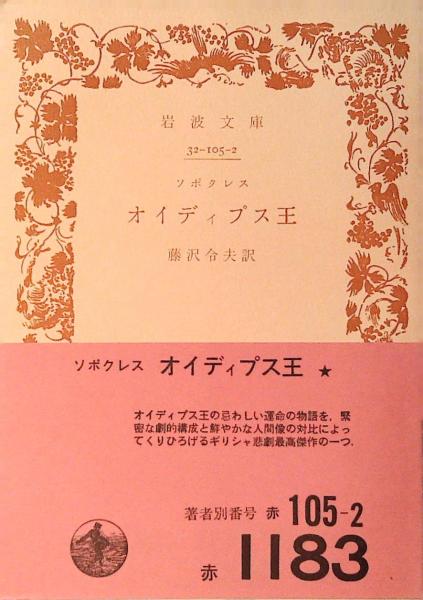 岩波文庫
32-105-2
ソポクレス
オイディプス王
藤沢令夫訳
ソポクレス オイディプス王 ★
オイディプス王の忌わしい運命の物語を，緊
密な劇的構成と鮮やかな人間像の対比によっ
てくりひろげるギリシャ悲劇最高傑作の一つ．
著者別番号 赤 105-2
赤 1183